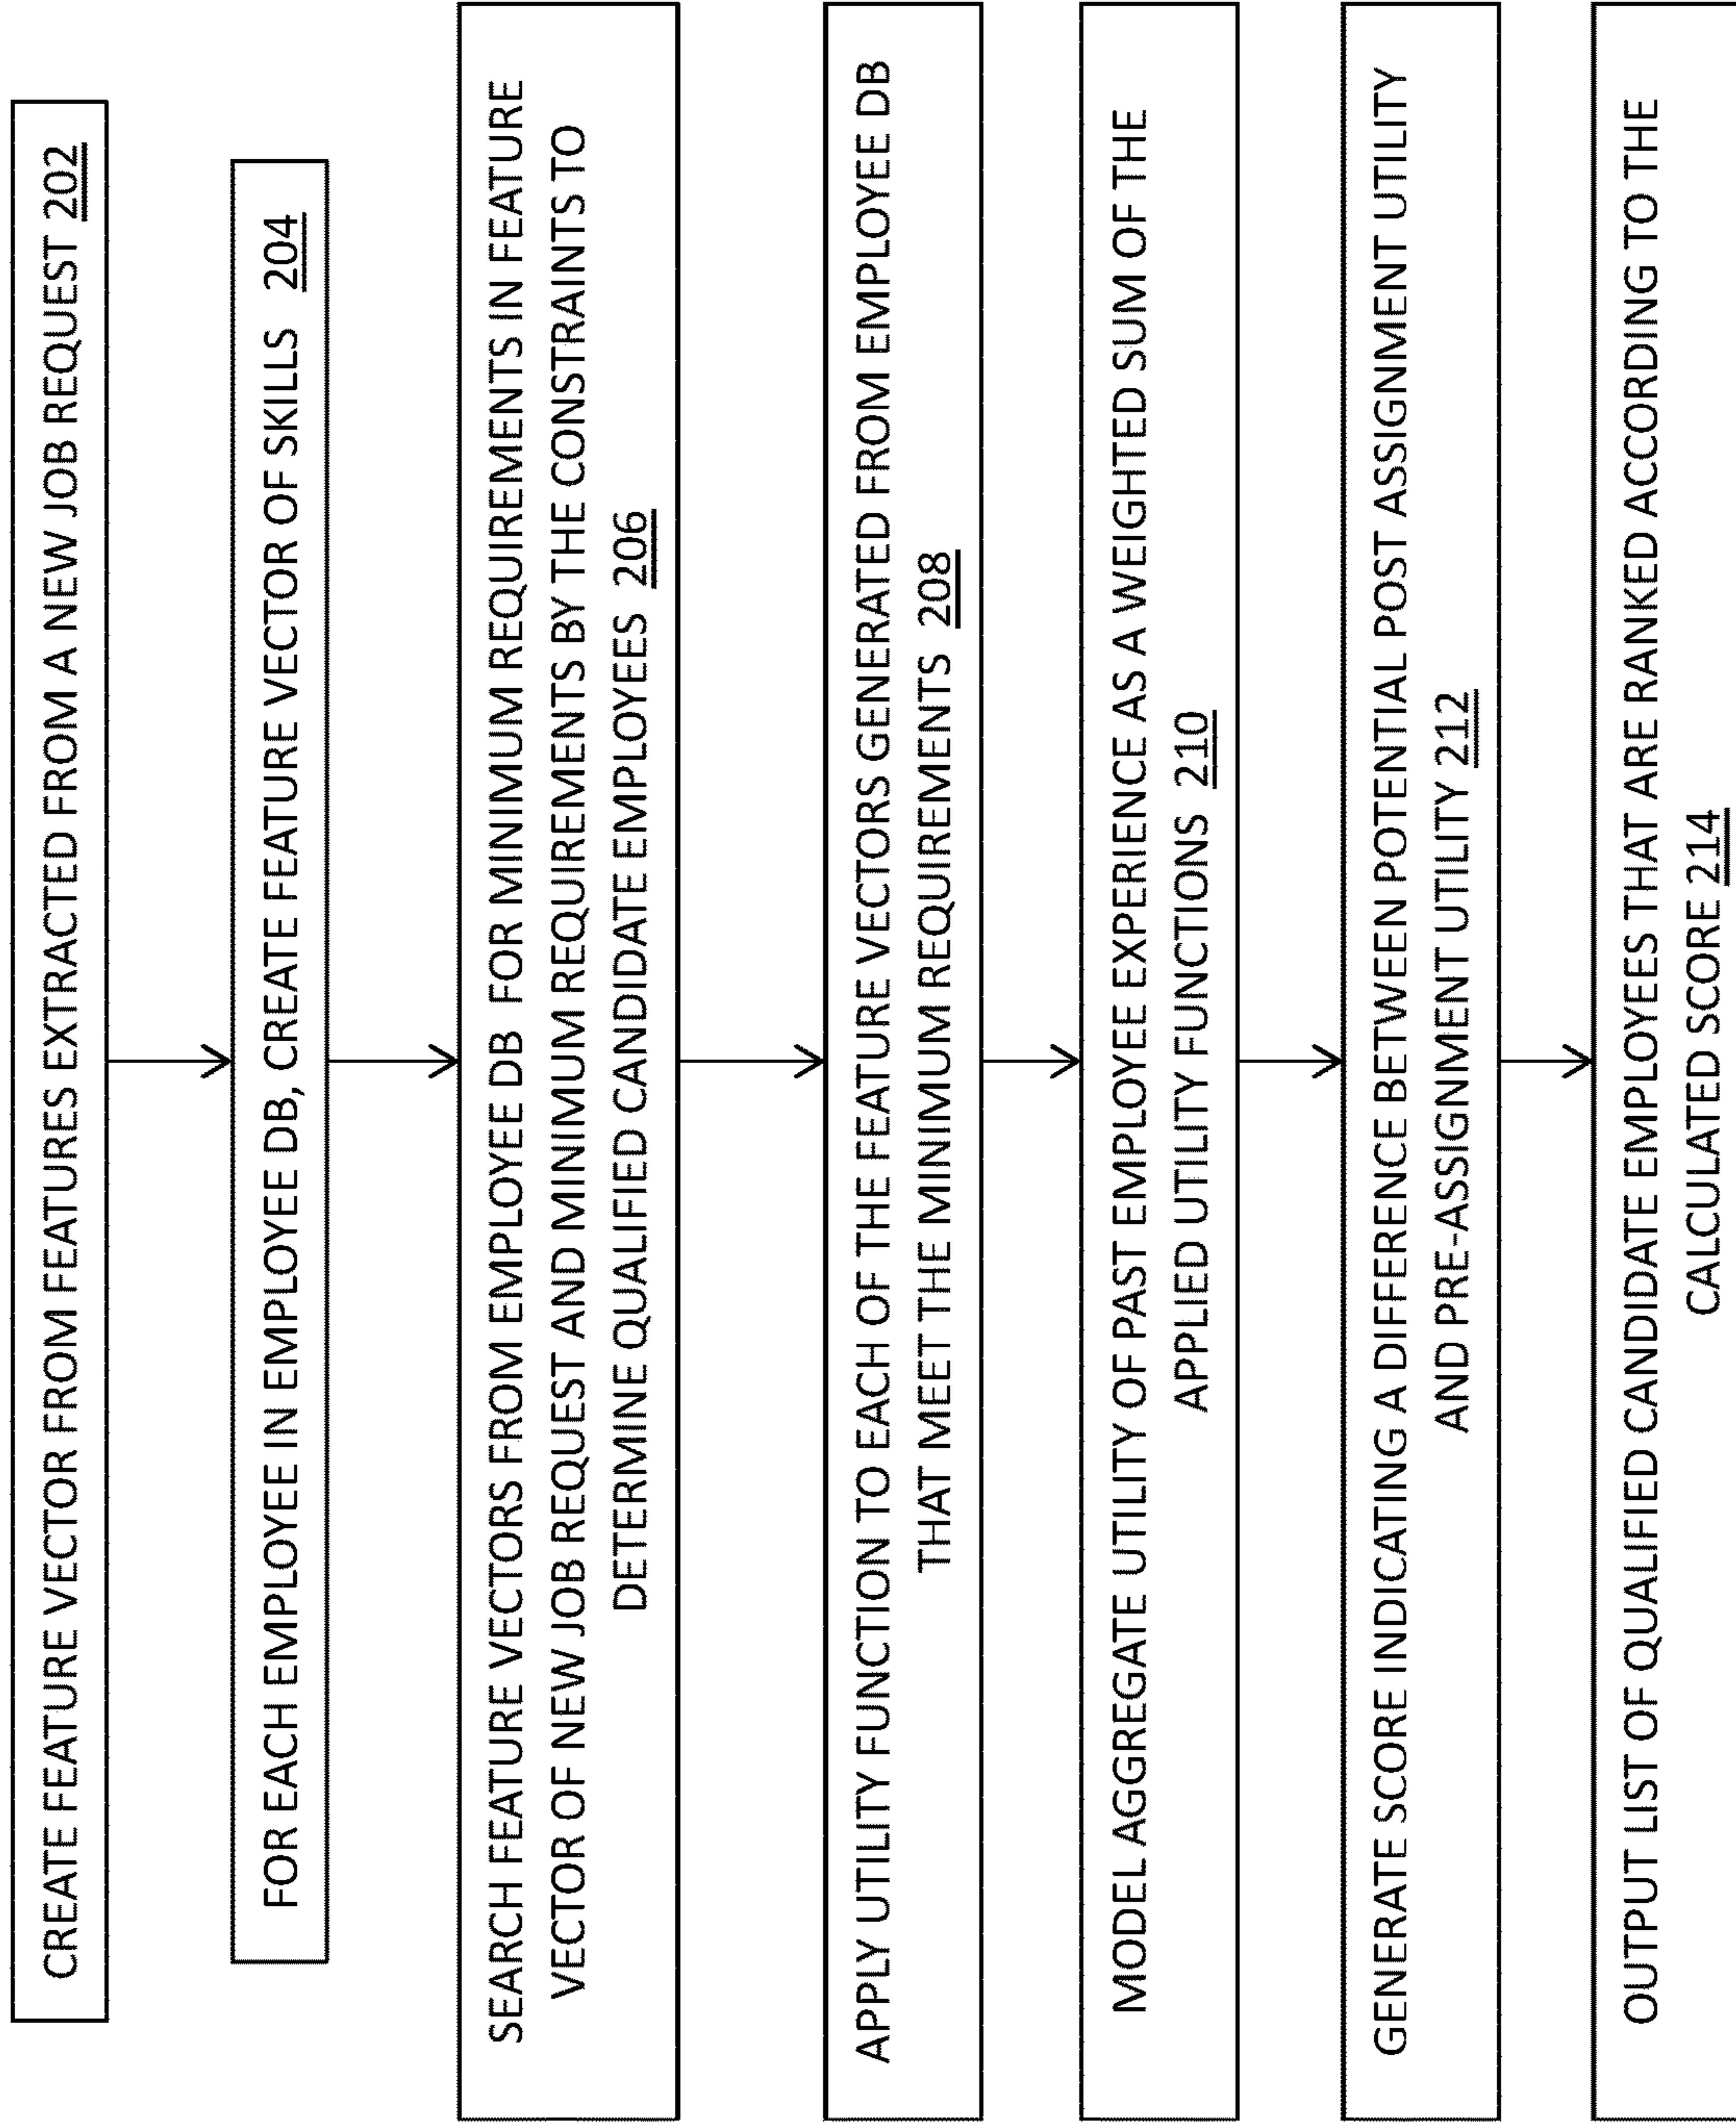 CREATE FEATURE VECTOR FROM FEATURES EXTRACTED FROM A NEW JOB REQUEST 202
FOR EACH EMPLOYEE IN EMPLOYEE DB, CREATE FEATURE VECTOR OF SKILLS 204
SEARCH FEATURE VECTORS FROM EMPLOYEE DB FOR MINIMUM REQUIREMENTS IN FEATURE
VECTOR OF NEW JOB REQUEST AND MINIMUM REQUIREMENTS BY THE CONSTRAINTS TO
DETERMINE QUALIFIED CANDIDATE EMPLOYEES 206
APPLY UTILITY FUNCTION TO EACH OF THE FEATURE VECTORS GENERATED FROM EMPLOYEE DB
THAT MEET THE MINIMUM REQUIREMENTS 208
MODEL AGGREGATE UTILITY OF PAST EMPLOYEE EXPERIENCE AS A WEIGHTED SUM OF THE
APPLIED UTILITY FUNCTIONS 210
GENERATE SCORE INDICATING A DIFFERENCE BETWEEN POTENTIAL POST ASSIGNMENT UTILITY
AND PRE-ASSIGNMENT UTILITY 212
OUTPUT LIST OF QUALIFIED CANDIDATE EMPLOYEES THAT ARE RANKED ACCORDING TO THE
CALCULATED SCORE 214